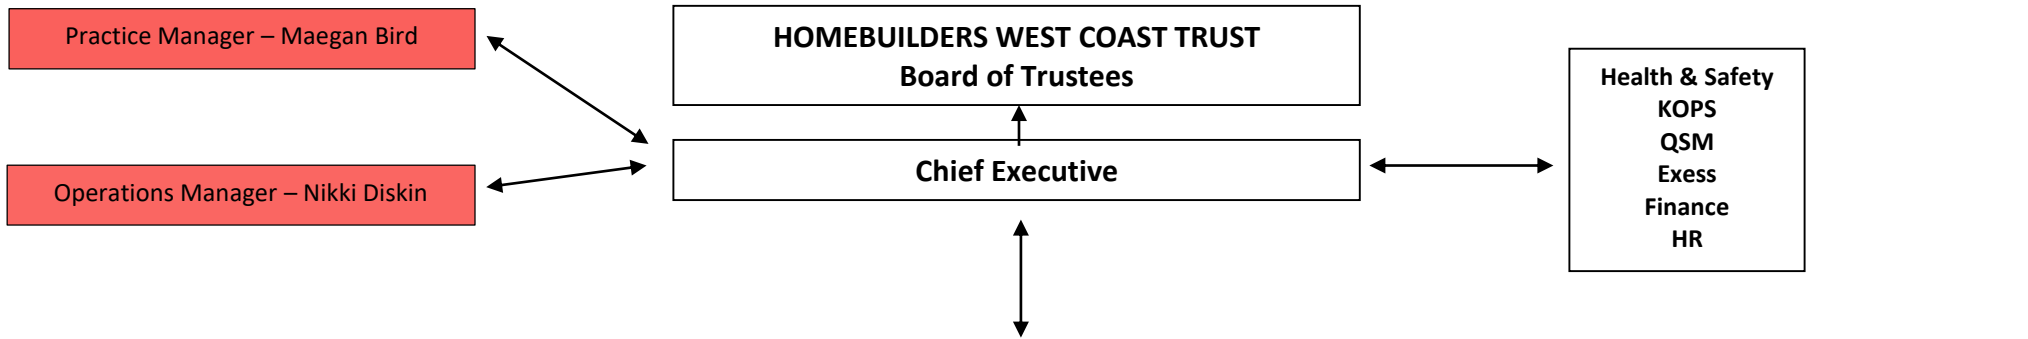 Practice Manager – Maegan Bird
Operations Manager – Nikki Diskin
HOMEBUILDERS WEST COAST TRUST
Board of Trustees
Chief Executive
Health & Safety
KOPS
QSM
Exess
Finance
HR